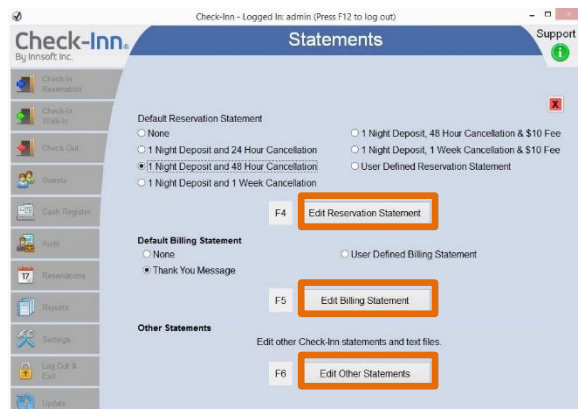 Check-Inn - Logged In: admin (Press F12 to log out)
Check-Inn.
By Innsoft Inc.
Statements
Support
i
Check-In
Reservation
Check-In
Walk-In
Check Out
Guests
Cash Register
Audit
17
Reservations
Reports
Settings
Log Out &
Exit
Update
X
Default Reservation Statement
None
1 Night Deposit, 48 Hour Cancellation & $10 Fee
1 Night Deposit and 24 Hour Cancellation
1 Night Deposit, 1 Week Cancellation & $10 Fee
1 Night Deposit and 48 Hour Cancellation
User Defined Reservation Statement
1 Night Deposit and 1 Week Cancellation
F4 Edit Reservation Statement
Default Billing Statement
None
User Defined Billing Statement
Thank You Message
F5 Edit Billing Statement
Other Statements
Edit other Check-Inn statements and text files.
F6 Edit Other Statements